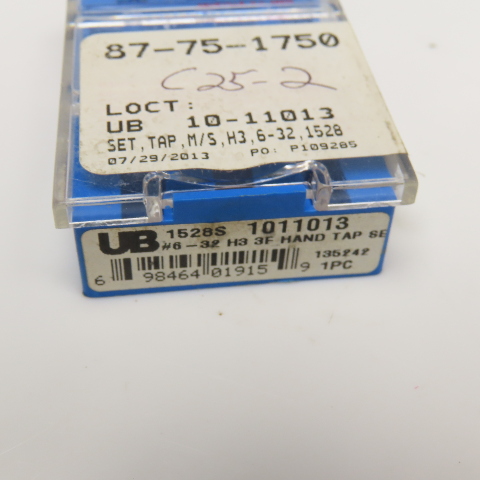 87-75-1750
C25-2
LOCT:
UB 10-11013
SET,TAP,M/S,H3,6-32,1528
07/29/2013 PO: P109285
UB 1528S 1011013
#6-32 H3 3F HAND TAP SE
135242
6 98464 01915 9 1PC